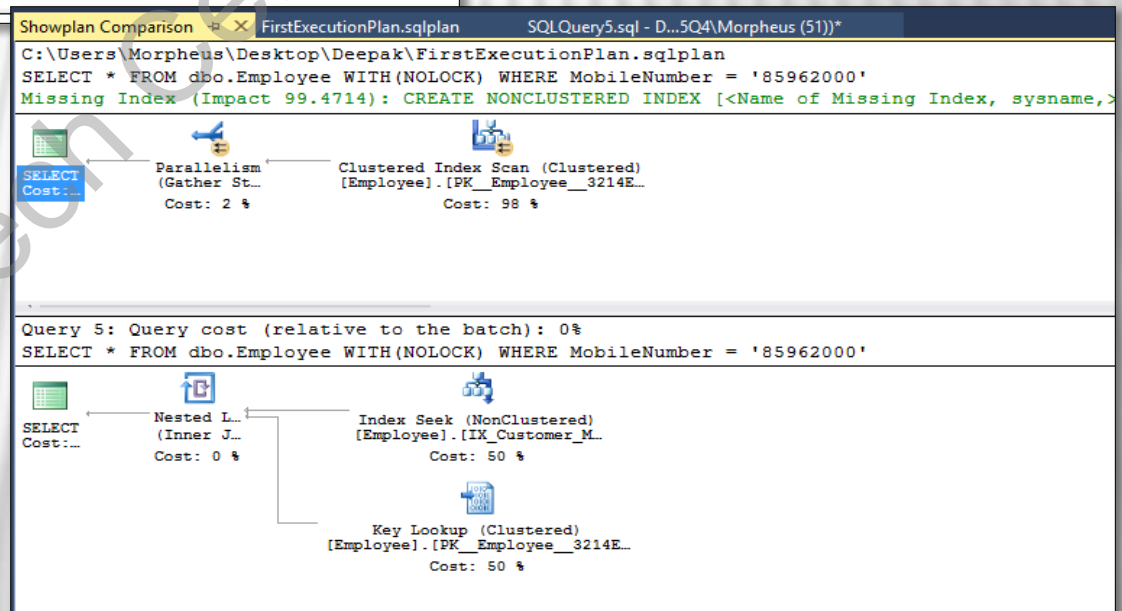 Showplan Comparison FirstExecutionPlan.sqlplan SQLQuery5.sql - D...5Q4\Morpheus (51))*
C:\Users\Morpheus\Desktop\Deepak\FirstExecutionPlan.sqlplan
SELECT * FROM dbo.Employee WITH(NOLOCK) WHERE MobileNumber = '85962000'
Missing Index (Impact 99.4714): CREATE NONCLUSTERED INDEX [<Name of Missing Index, sysname,>
SELECT
Cost:…
Parallelism
(Gather St…
Cost: 2 %
Clustered Index Scan (Clustered)
[Employee].[PK__Employee__3214E…
Cost: 98 %
Query 5: Query cost (relative to the batch): 0%
SELECT * FROM dbo.Employee WITH(NOLOCK) WHERE MobileNumber = '85962000'
SELECT
Cost:…
Nested L…
(Inner J…
Cost: 0 %
Index Seek (NonClustered)
[Employee].[IX_Customer_M…
Cost: 50 %
Key Lookup (Clustered)
[Employee].[PK__Employee__3214E…
Cost: 50 %